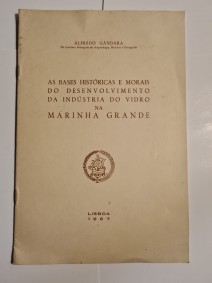 ALFREDO GÂNDARA
AS BASES HISTÓRICAS E MORAIS
DO DESENVOLVIMENTO
DA INDÚSTRIA DO VIDRO
NA
MARINHA GRANDE
LISBOA
1967